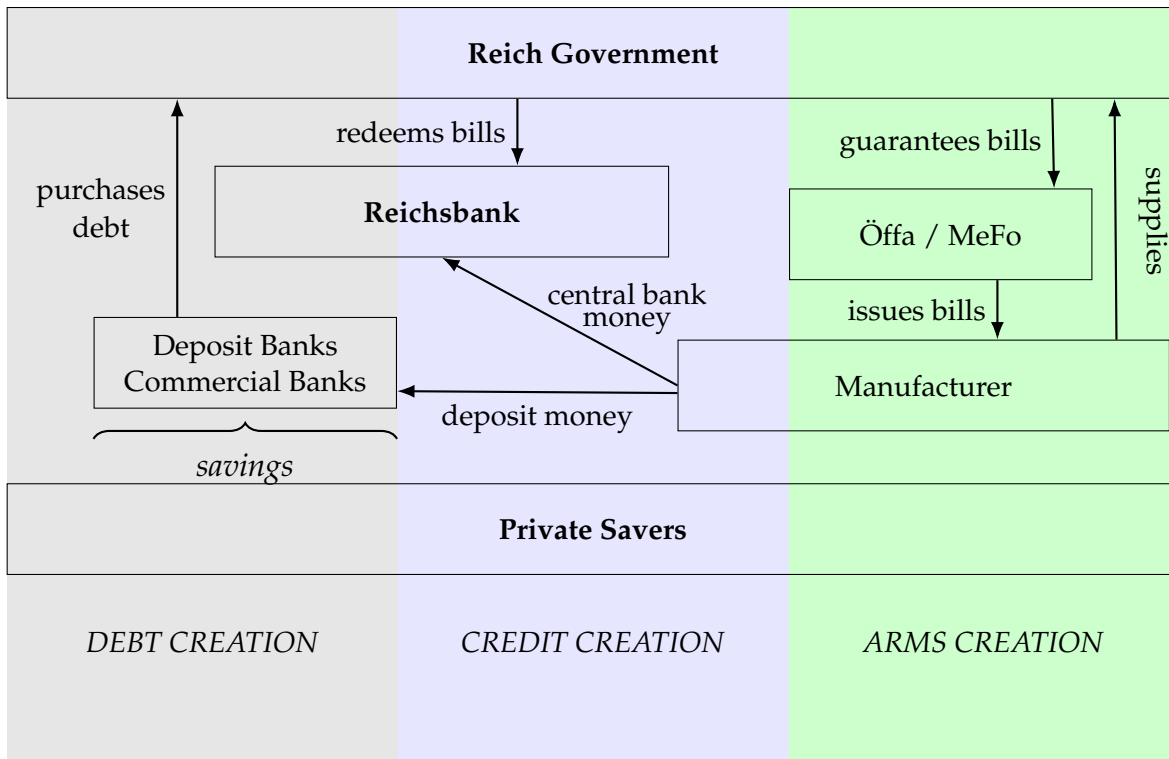 Reich Government
redeems bills
guarantees bills
purchases
debt
supplies
Reichsbank
Öffa / MeFo
central bank
money
issues bills
Deposit Banks
Commercial Banks
Manufacturer
deposit money
savings
Private Savers
DEBT CREATION
CREDIT CREATION
ARMS CREATION